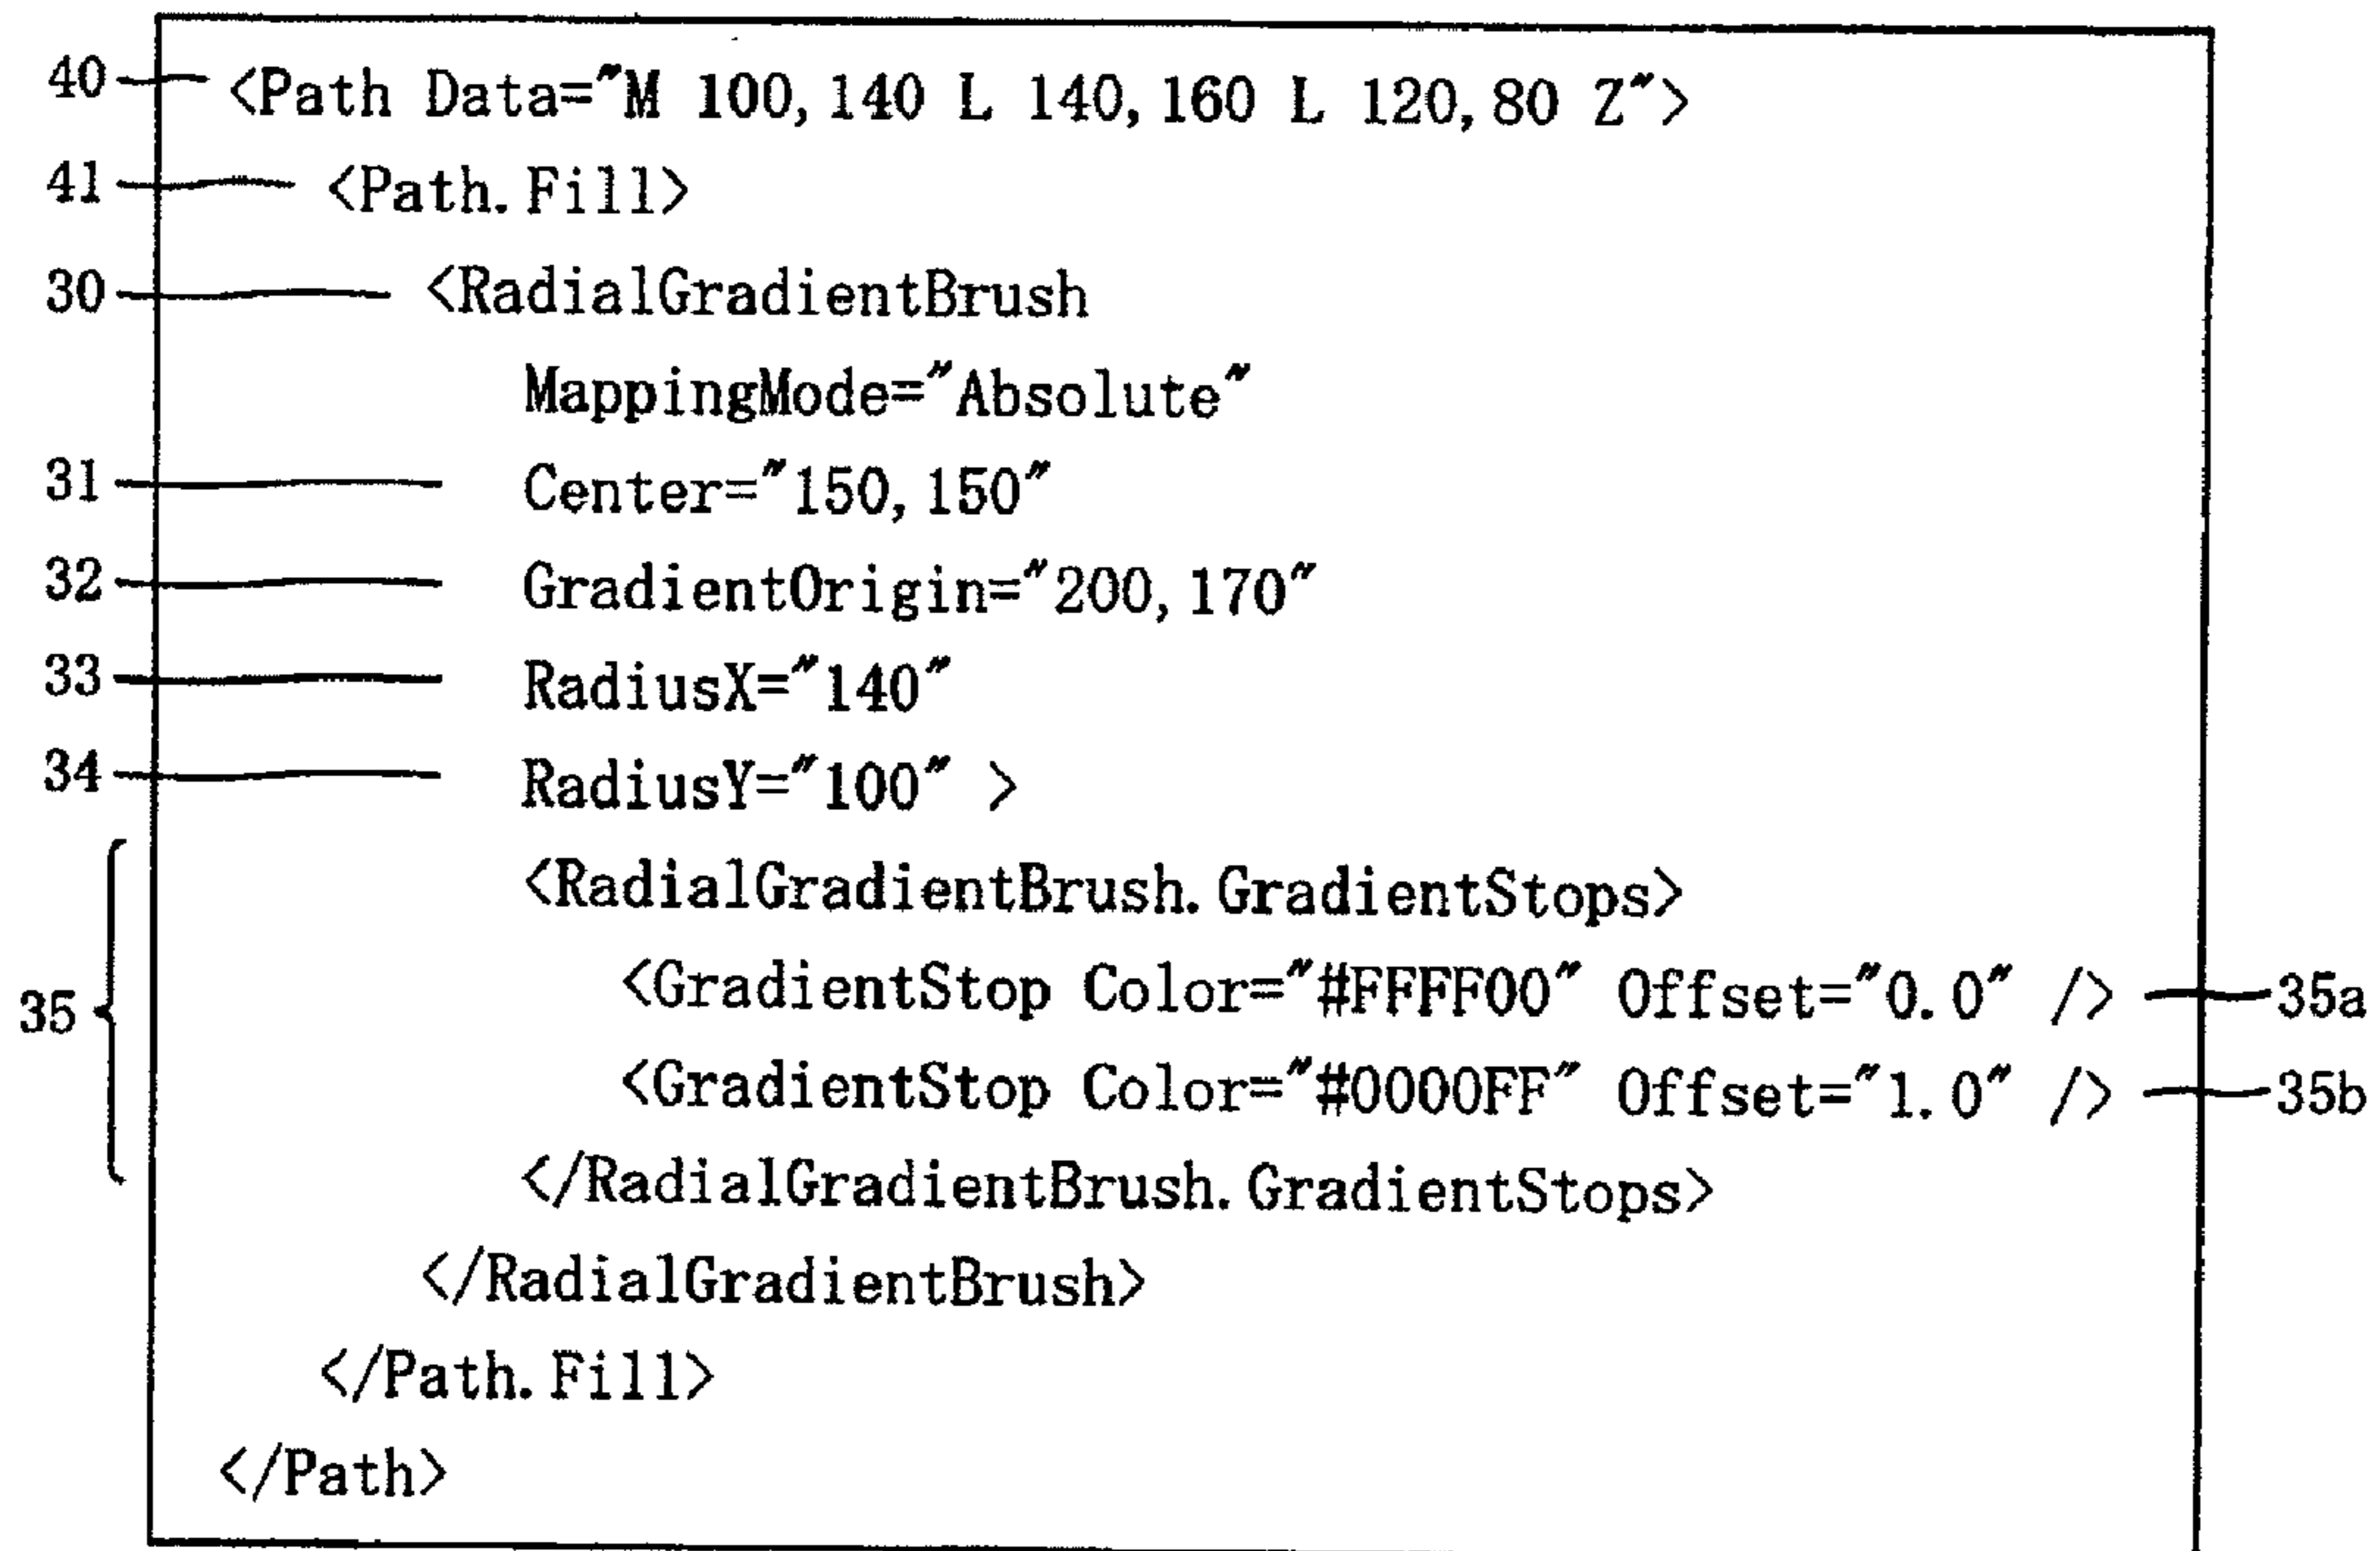 40 <Path Data="M 100,140 L 140,160 L 120,80 Z">
41 <Path.Fill>
30 <RadialGradientBrush
MappingMode="Absolute"
31 Center="150,150"
32 GradientOrigin="200,170"
33 RadiusX="140"
34 RadiusY="100" >
<RadialGradientBrush.GradientStops>
35 <GradientStop Color="#FFFF00" Offset="0.0" /> 35a
<GradientStop Color="#0000FF" Offset="1.0" /> 35b
</RadialGradientBrush.GradientStops>
</RadialGradientBrush>
</Path.Fill>
</Path>